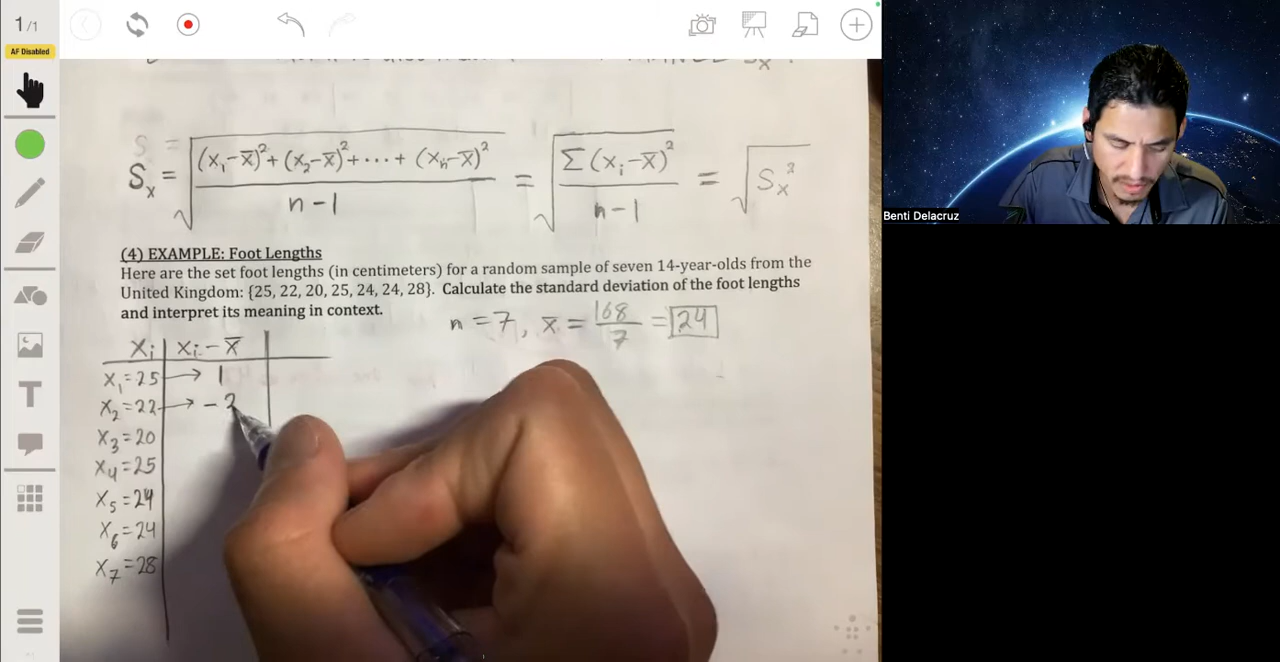 1/1
AF Disabled
S =
Sₓ = √((x₁-x̅)²+(x₂-x̅)²+···+(xₙ-x̅)² / n-1) = √(Σ(xᵢ-x̅)² / n-1) = √(Sₓ²)
Benti Delacruz
(4) EXAMPLE: Foot Lengths
Here are the set foot lengths (in centimeters) for a random sample of seven 14-year-olds from the
United Kingdom: {25, 22, 20, 25, 24, 24, 28}. Calculate the standard deviation of the foot lengths
and interpret its meaning in context.
n = 7, x̅ = 168/7 = 24
xᵢ xᵢ-x̅
x₁=25 → 1
x₂=22 → -2
x₃=20
x₄=25
x₅=24
x₆=24
x₇=28
T